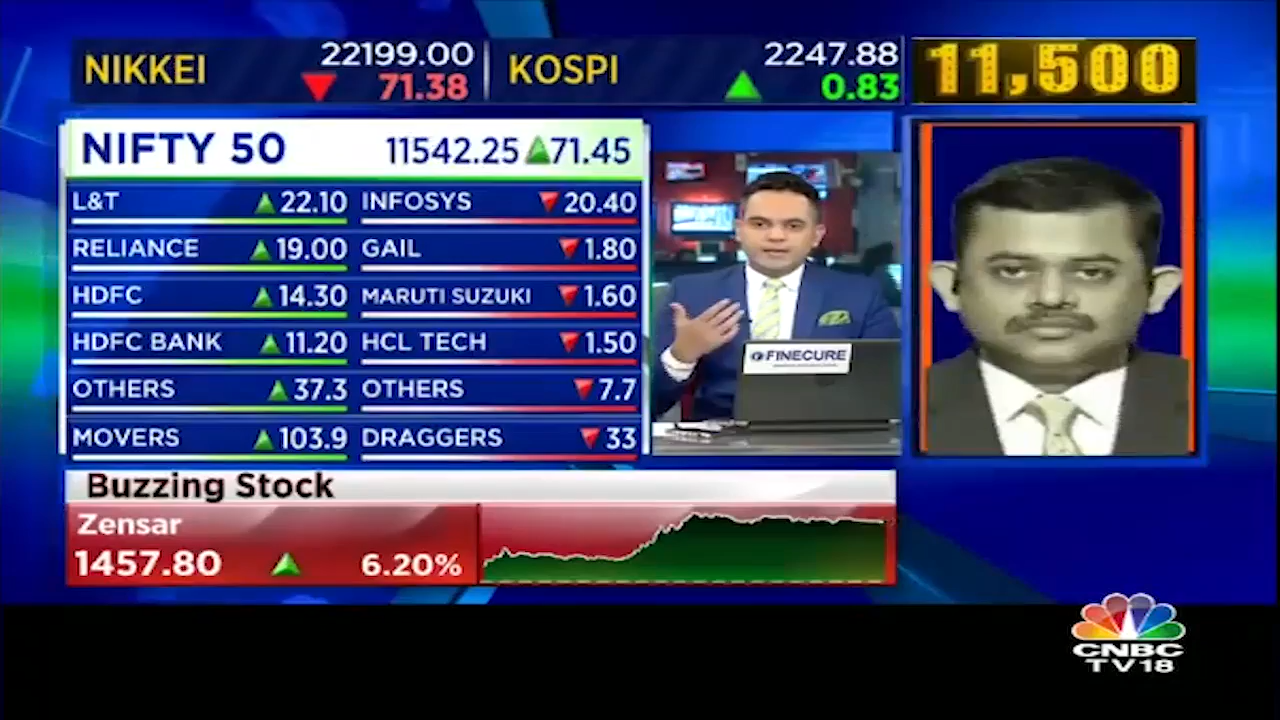 NIKKEI 22199.00 ▼ 71.38
KOSPI 2247.88 ▲ 0.83
11,500
NIFTY 50 11542.25 ▲71.45
L&T ▲ 22.10 INFOSYS ▼ 20.40
RELIANCE ▲ 19.00 GAIL ▼ 1.80
HDFC ▲ 14.30 MARUTI SUZUKI ▼ 1.60
HDFC BANK ▲ 11.20 HCL TECH ▼ 1.50
OTHERS ▲ 37.3 OTHERS ▼ 7.7
MOVERS ▲ 103.9 DRAGGERS ▼ 33
FINECURE
Buzzing Stock
Zensar
1457.80 ▲ 6.20%
CNBC
TV18